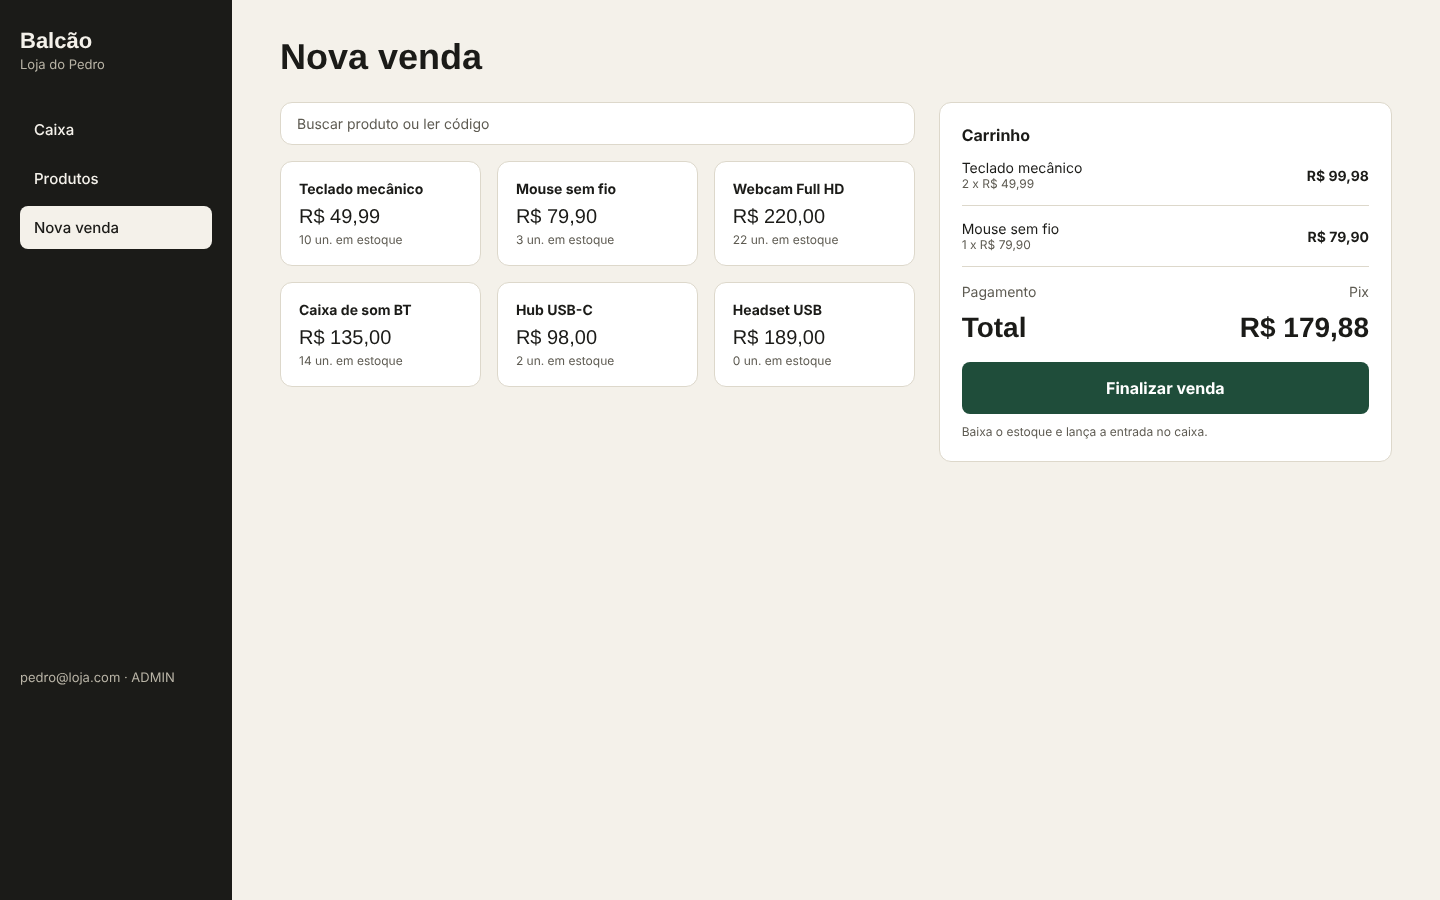 Balcão
Loja do Pedro
Caixa
Produtos
Nova venda
pedro@loja.com · ADMIN
Nova venda
Buscar produto ou ler código
Teclado mecânico
R$ 49,99
10 un. em estoque
Mouse sem fio
R$ 79,90
3 un. em estoque
Webcam Full HD
R$ 220,00
22 un. em estoque
Caixa de som BT
R$ 135,00
14 un. em estoque
Hub USB-C
R$ 98,00
2 un. em estoque
Headset USB
R$ 189,00
0 un. em estoque
Carrinho
Teclado mecânico
2 x R$ 49,99
R$ 99,98
Mouse sem fio
1 x R$ 79,90
R$ 79,90
Pagamento Pix
Total R$ 179,88
Finalizar venda
Baixa o estoque e lança a entrada no caixa.